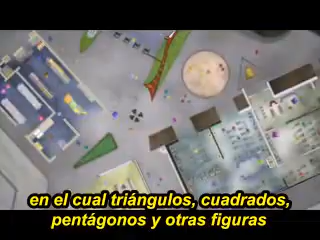 en el cual triángulos, cuadrados,
pentágonos y otras figuras